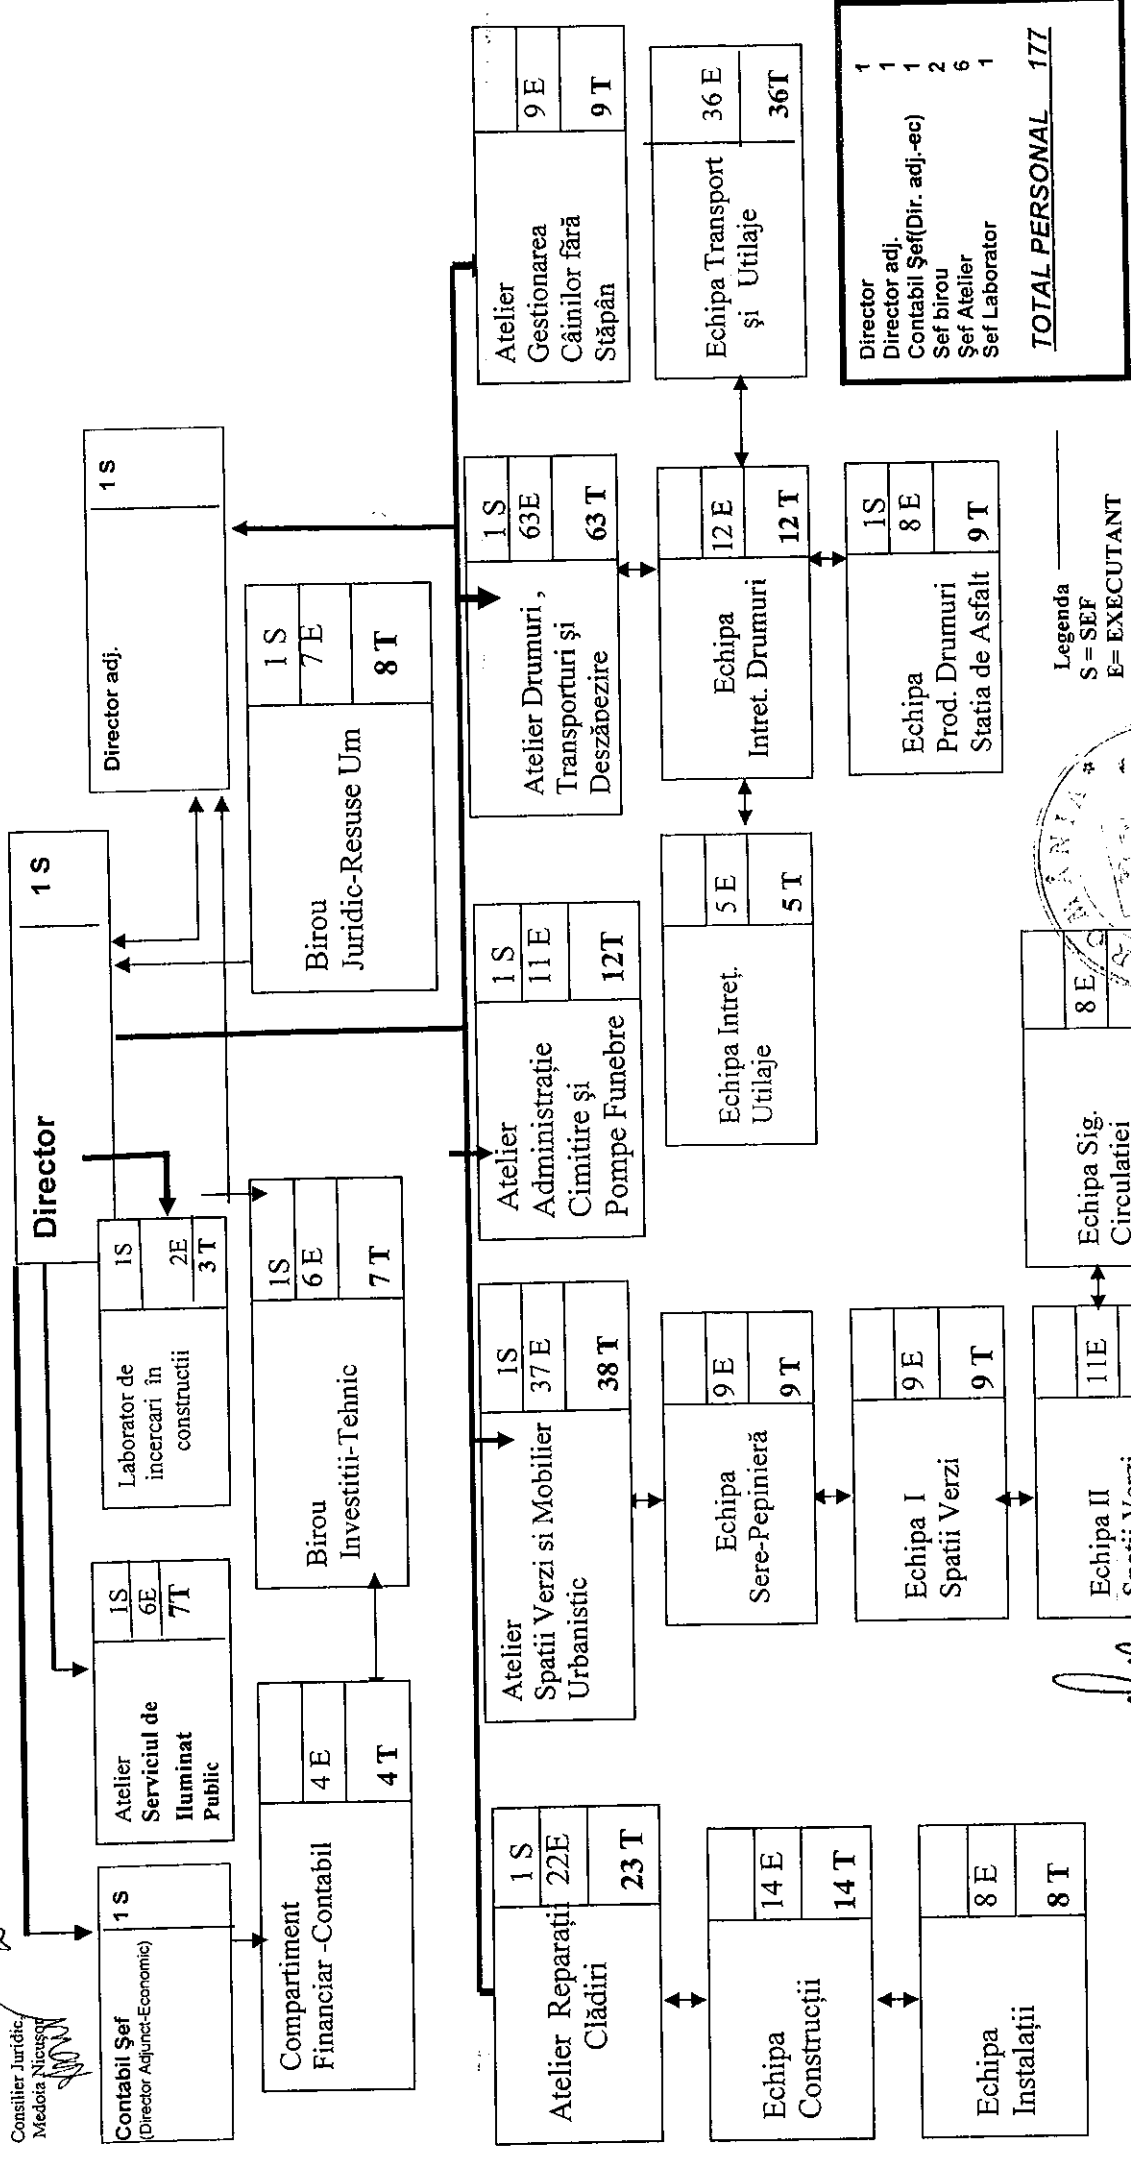 Consilier Juridic,
Medoia Nicușor
Director
1 S
Director adj.
1 S
Contabil Şef
(Director Adjunct-Economic)
1 S
Atelier
Serviciul de
Iluminat
Public
1S
6E
7T
Laborator de
incercari în
constructii
1S
2E
3 T
Compartiment
Financiar -Contabil
4 E
4 T
Birou
Investitii-Tehnic
1S
6 E
7 T
Birou
Juridic-Resuse Um
1 S
7 E
8 T
Atelier Reparații
Clădiri
1 S
22E
23 T
Atelier
Spatii Verzi si Mobilier
Urbanistic
1S
37 E
38 T
Atelier
Administraţie
Cimitire şi
Pompe Funebre
1 S
11 E
12T
Atelier Drumuri ,
Transporturi şi
Deszăpezire
1 S
63E
63 T
Atelier
Gestionarea
Câinilor fără
Stăpân
9 E
9 T
Echipa
Construcții
14 E
14 T
Echipa
Sere-Pepinieră
9 E
9 T
Echipa Intreţ.
Utilaje
5 E
5 T
Echipa
Intret. Drumuri
12 E
12 T
Echipa Transport
şi Utilaje
36 E
36T
Echipa
Instalații
8 E
8 T
Echipa I
Spatii Verzi
9 E
9 T
Echipa
Prod. Drumuri
Statia de Asfalt
1S
8 E
9 T
Echipa II
Spatii Verzi
11E
Echipa Sig.
Circulatiei
8 E
Legenda
S = SEF
E= EXECUTANT
Director 1
Director adj. 1
Contabil Şef(Dir. adj.-ec) 1
Sef birou 2
Şef Atelier 6
Sef Laborator 1
TOTAL PERSONAL 177